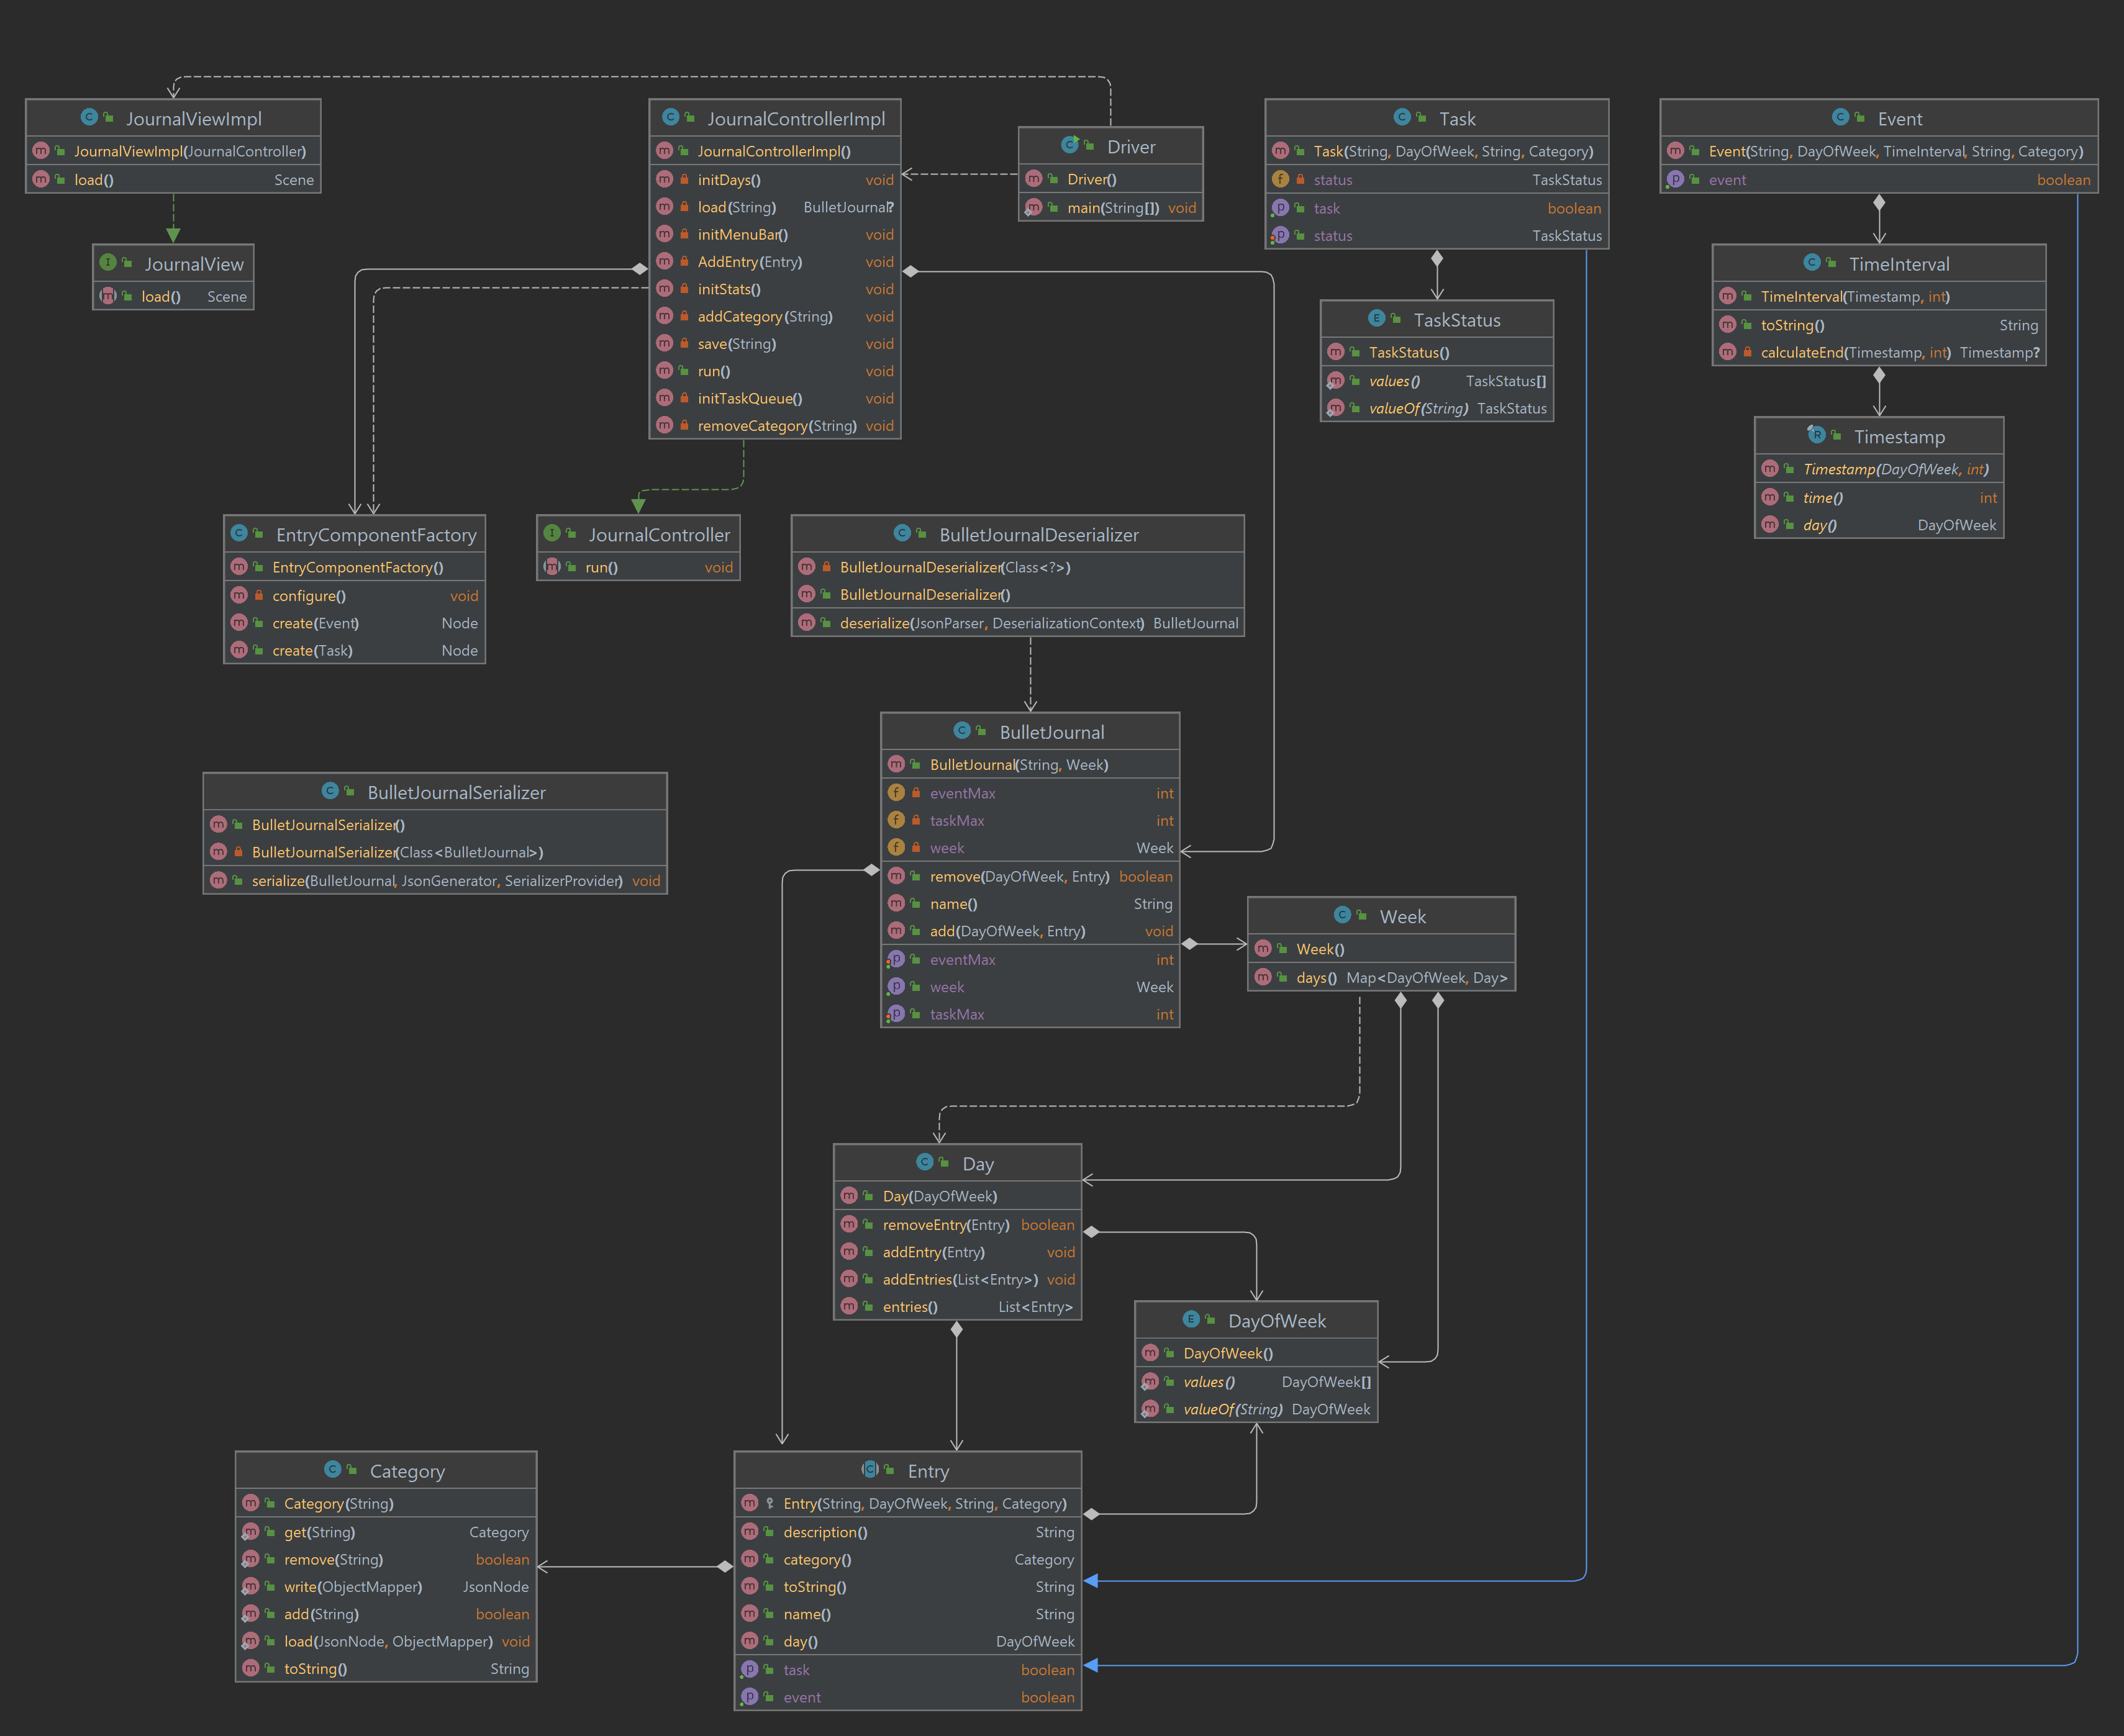 JournalViewImpl
JournalViewImpl(JournalController)
load() Scene
JournalView
load() Scene
JournalControllerImpl
JournalControllerImpl()
initDays() void
load(String) BulletJournal?
initMenuBar() void
AddEntry(Entry) void
initStats() void
addCategory(String) void
save(String) void
run() void
initTaskQueue() void
removeCategory(String) void
Driver
Driver()
main(String[]) void
Task
Task(String, DayOfWeek, String, Category)
status TaskStatus
task boolean
status TaskStatus
Event
Event(String, DayOfWeek, TimeInterval, String, Category)
event boolean
TaskStatus
TaskStatus()
values() TaskStatus[]
valueOf(String) TaskStatus
TimeInterval
TimeInterval(Timestamp, int)
toString() String
calculateEnd(Timestamp, int) Timestamp?
Timestamp
Timestamp(DayOfWeek, int)
time() int
day() DayOfWeek
EntryComponentFactory
EntryComponentFactory()
configure() void
create(Event) Node
create(Task) Node
JournalController
run() void
BulletJournalDeserializer
BulletJournalDeserializer(Class<?>)
BulletJournalDeserializer()
deserialize(JsonParser, DeserializationContext) BulletJournal
BulletJournalSerializer
BulletJournalSerializer()
BulletJournalSerializer(Class<BulletJournal>)
serialize(BulletJournal, JsonGenerator, SerializerProvider) void
BulletJournal
BulletJournal(String, Week)
eventMax int
taskMax int
week Week
remove(DayOfWeek, Entry) boolean
name() String
add(DayOfWeek, Entry) void
eventMax int
week Week
taskMax int
Week
Week()
days() Map<DayOfWeek, Day>
Day
Day(DayOfWeek)
removeEntry(Entry) boolean
addEntry(Entry) void
addEntries(List<Entry>) void
entries() List<Entry>
DayOfWeek
DayOfWeek()
values() DayOfWeek[]
valueOf(String) DayOfWeek
Category
Category(String)
get(String) Category
remove(String) boolean
write(ObjectMapper) JsonNode
add(String) boolean
load(JsonNode, ObjectMapper) void
toString() String
Entry
Entry(String, DayOfWeek, String, Category)
description() String
category() Category
toString() String
name() String
day() DayOfWeek
task boolean
event boolean